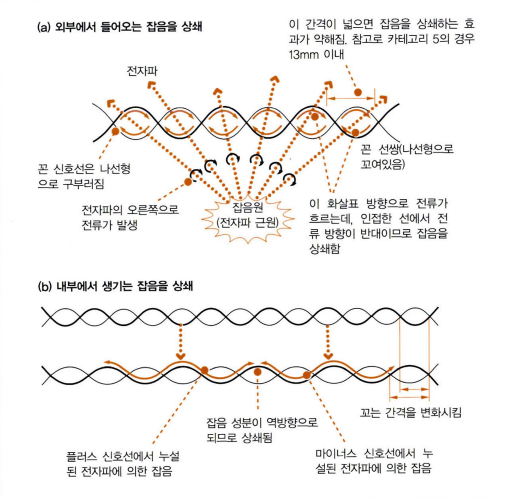 (a) 외부에서 들어오는 잡음을 상쇄
이 간격이 넓으면 잡음을 상쇄하는 효
과가 약해짐. 참고로 카테고리 5의 경우
13mm 이내
전자파
꼰 신호선은 나선형
으로 구부러짐
전자파의 오른쪽으로
전류가 발생
잡음원
(전자파 근원)
꼰 선쌍(나선형으로
꼬여있음)
이 화살표 방향으로 전류가
흐르는데, 인접한 선에서 전
류 방향이 반대이므로 잡음을
상쇄함
(b) 내부에서 생기는 잡음을 상쇄
플러스 신호선에서 누설
된 전자파에 의한 잡음
잡음 성분이 역방향으로
되므로 상쇄됨
마이너스 신호선에서 누
설된 전자파에 의한 잡음
꼬는 간격을 변화시킴